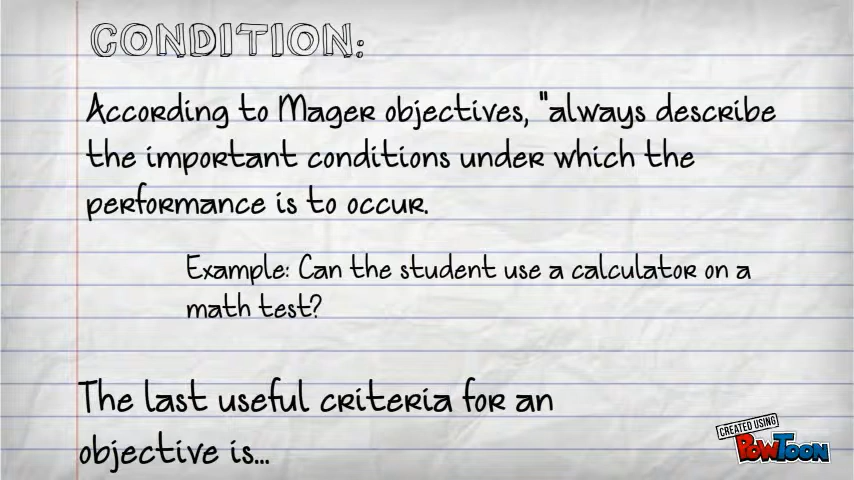 CONDITION:
According to Mager objectives, "always describe
the important conditions under which the
performance is to occur.
Example: Can the student use a calculator on a
math test?
The last useful criteria for an
objective is...
CREATED USING
POWTOON